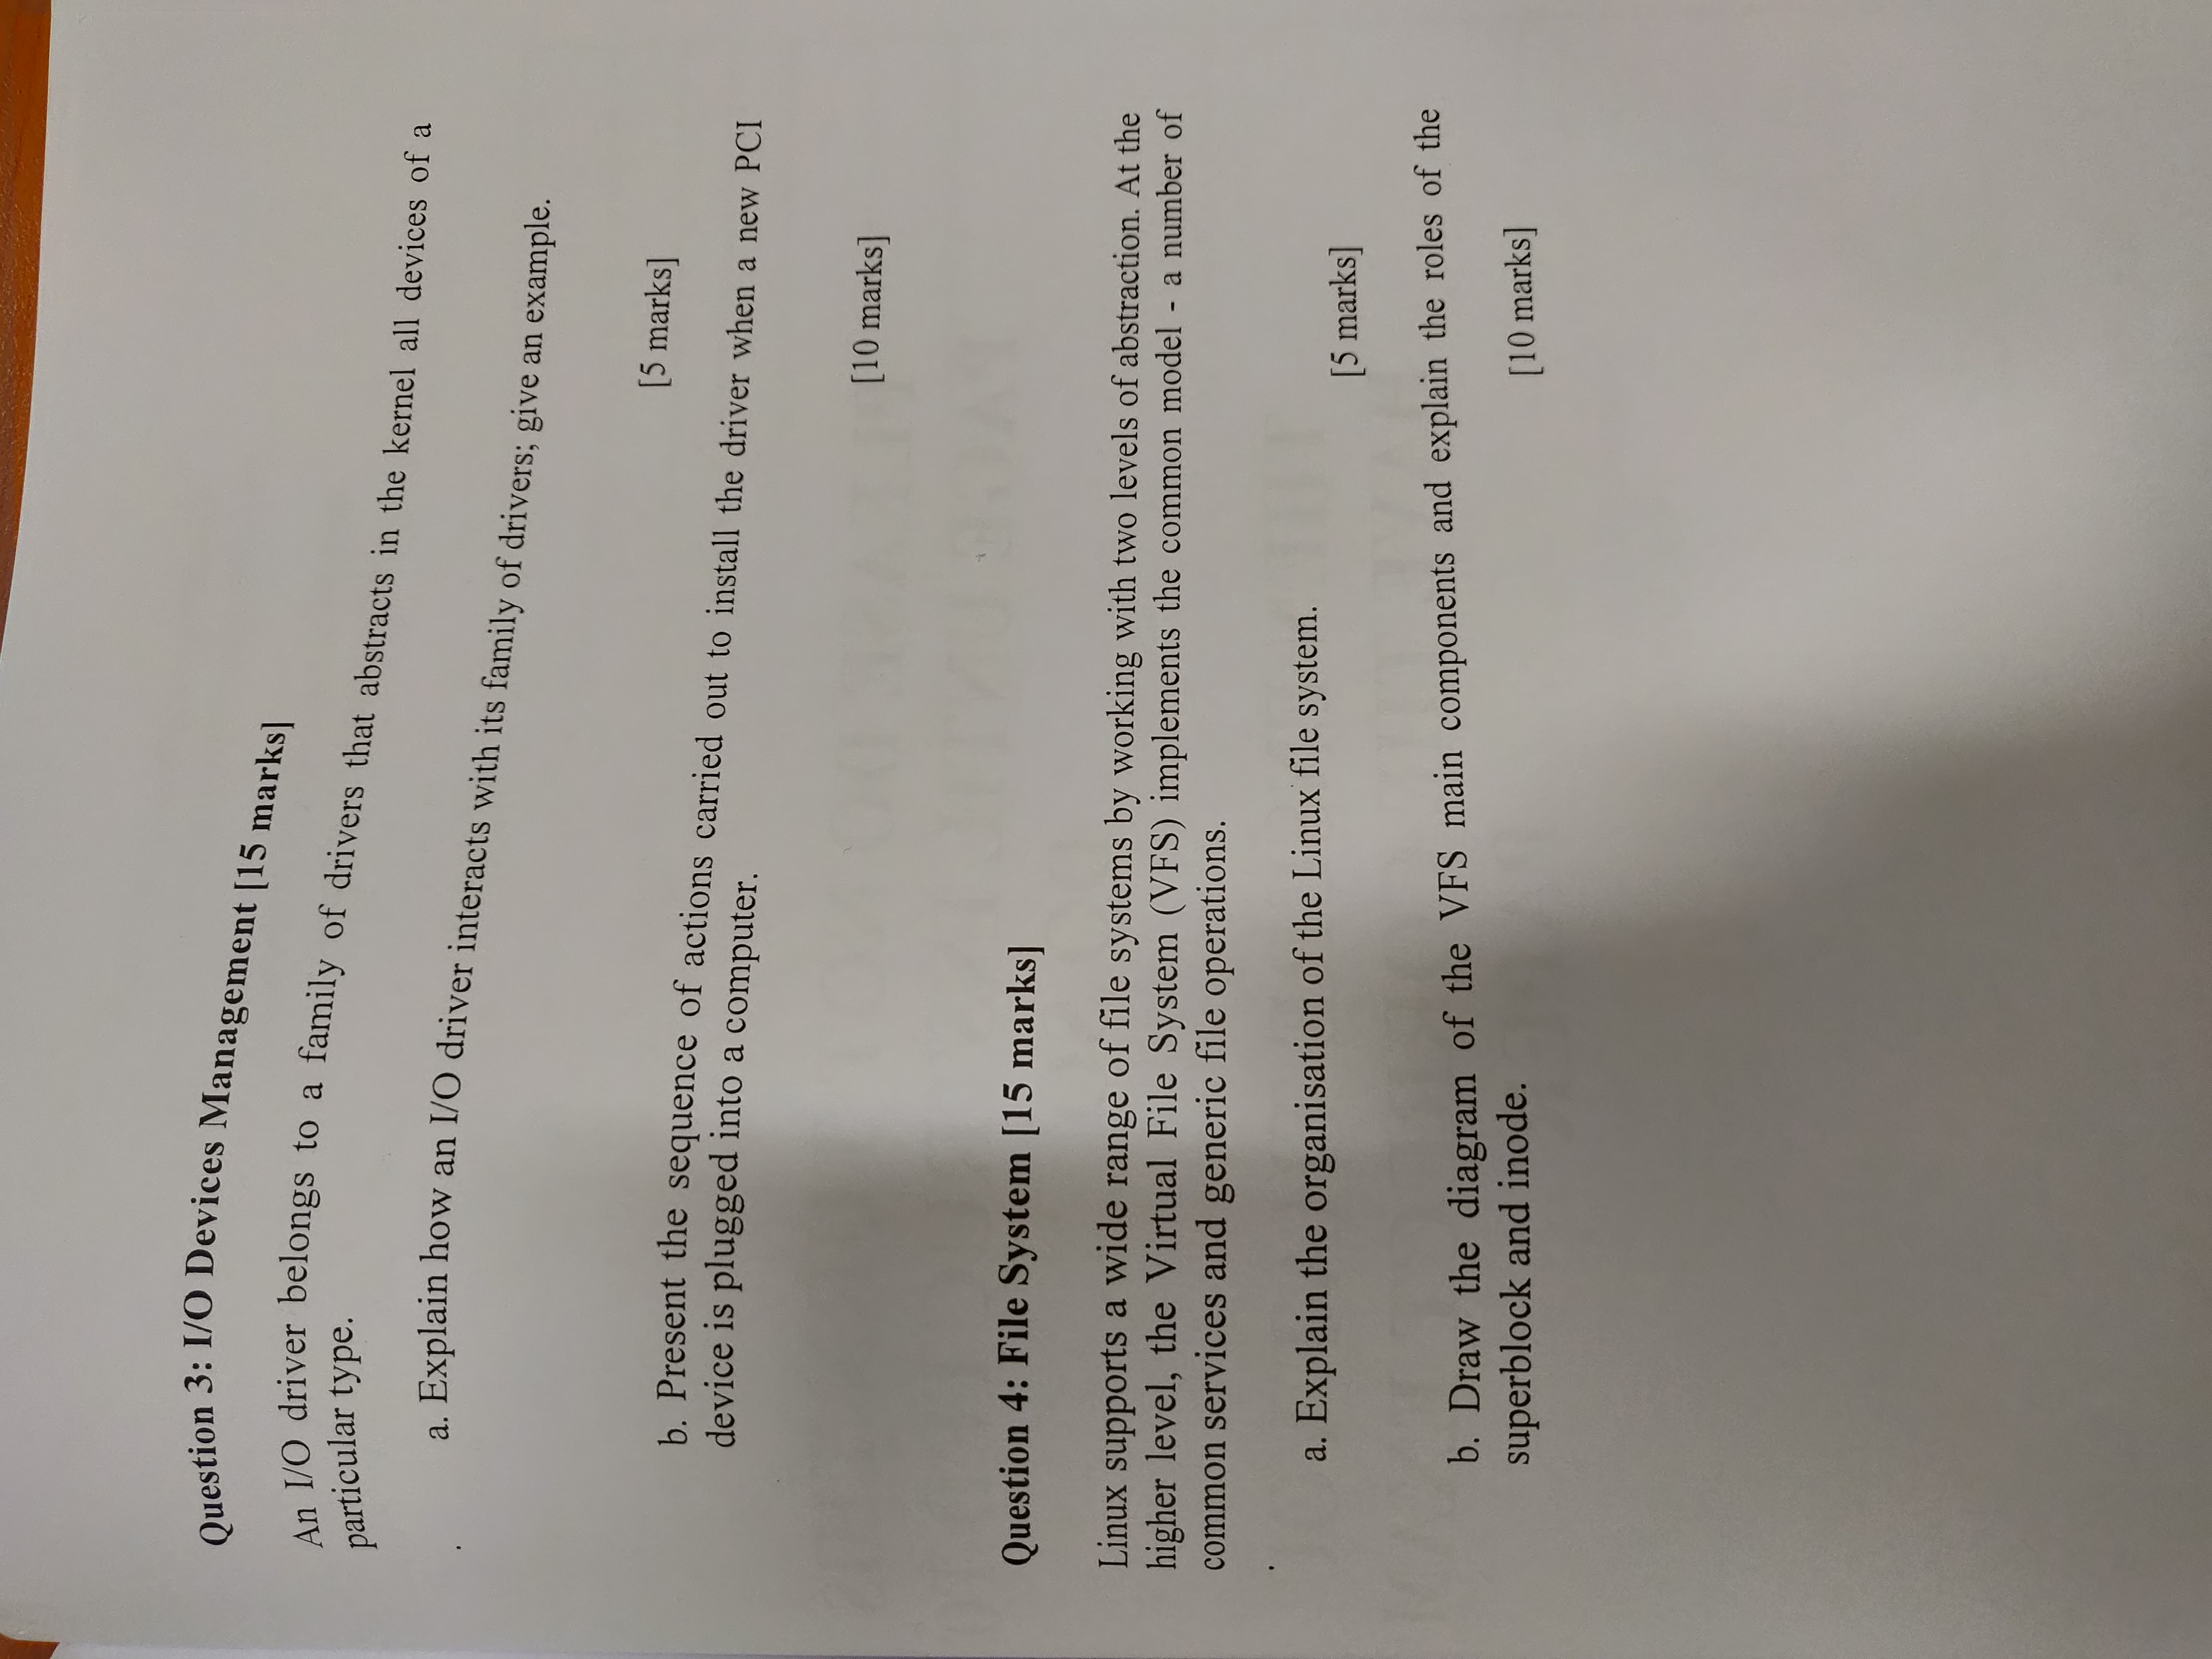 Question 3: I/O Devices Management [15 marks]
An I/O driver belongs to a family of drivers that abstracts in the kernel all devices of a
particular type.
a. Explain how an I/O driver interacts with its family of drivers; give an example.
[5 marks]
b. Present the sequence of actions carried out to install the driver when a new PCI
device is plugged into a computer.
[10 marks]
Question 4: File System [15 marks]
Linux supports a wide range of file systems by working with two levels of abstraction. At the
higher level, the Virtual File System (VFS) implements the common model - a number of
common services and generic file operations.
a. Explain the organisation of the Linux file system.
[5 marks]
b. Draw the diagram of the VFS main components and explain the roles of the
superblock and inode.
[10 marks]